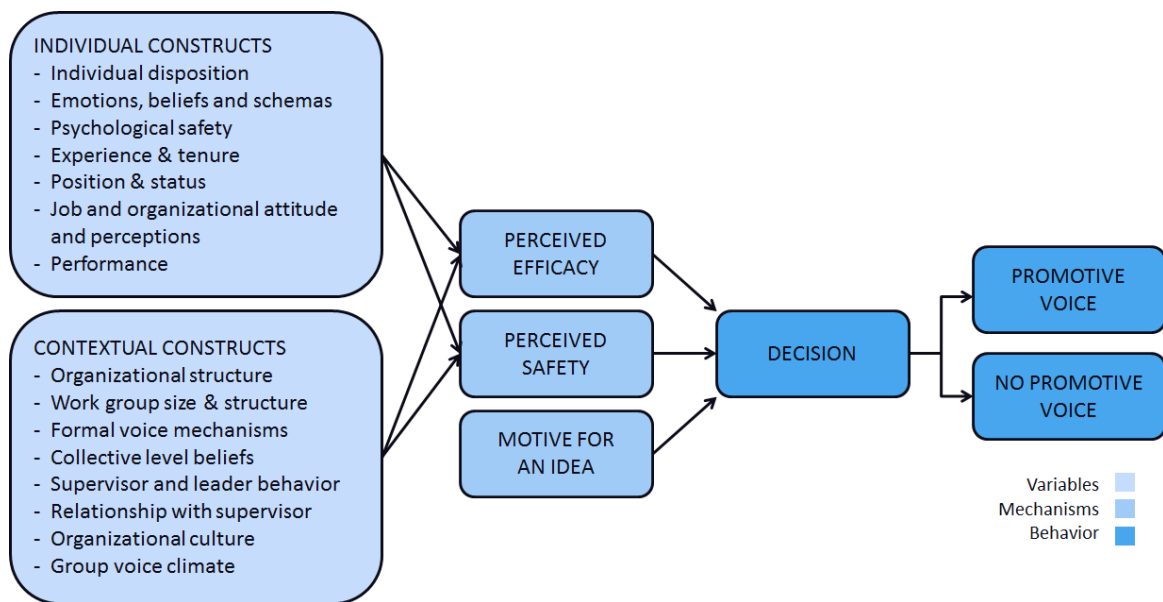 INDIVIDUAL CONSTRUCTS
- Individual disposition
- Emotions, beliefs and schemas
- Psychological safety
- Experience & tenure
- Position & status
- Job and organizational attitude
and perceptions
- Performance
CONTEXTUAL CONSTRUCTS
- Organizational structure
- Work group size & structure
- Formal voice mechanisms
- Collective level beliefs
- Supervisor and leader behavior
- Relationship with supervisor
- Organizational culture
- Group voice climate
PERCEIVED
EFFICACY
PERCEIVED
SAFETY
MOTIVE FOR
AN IDEA
DECISION
PROMOTIVE
VOICE
NO PROMOTIVE
VOICE
Variables
Mechanisms
Behavior